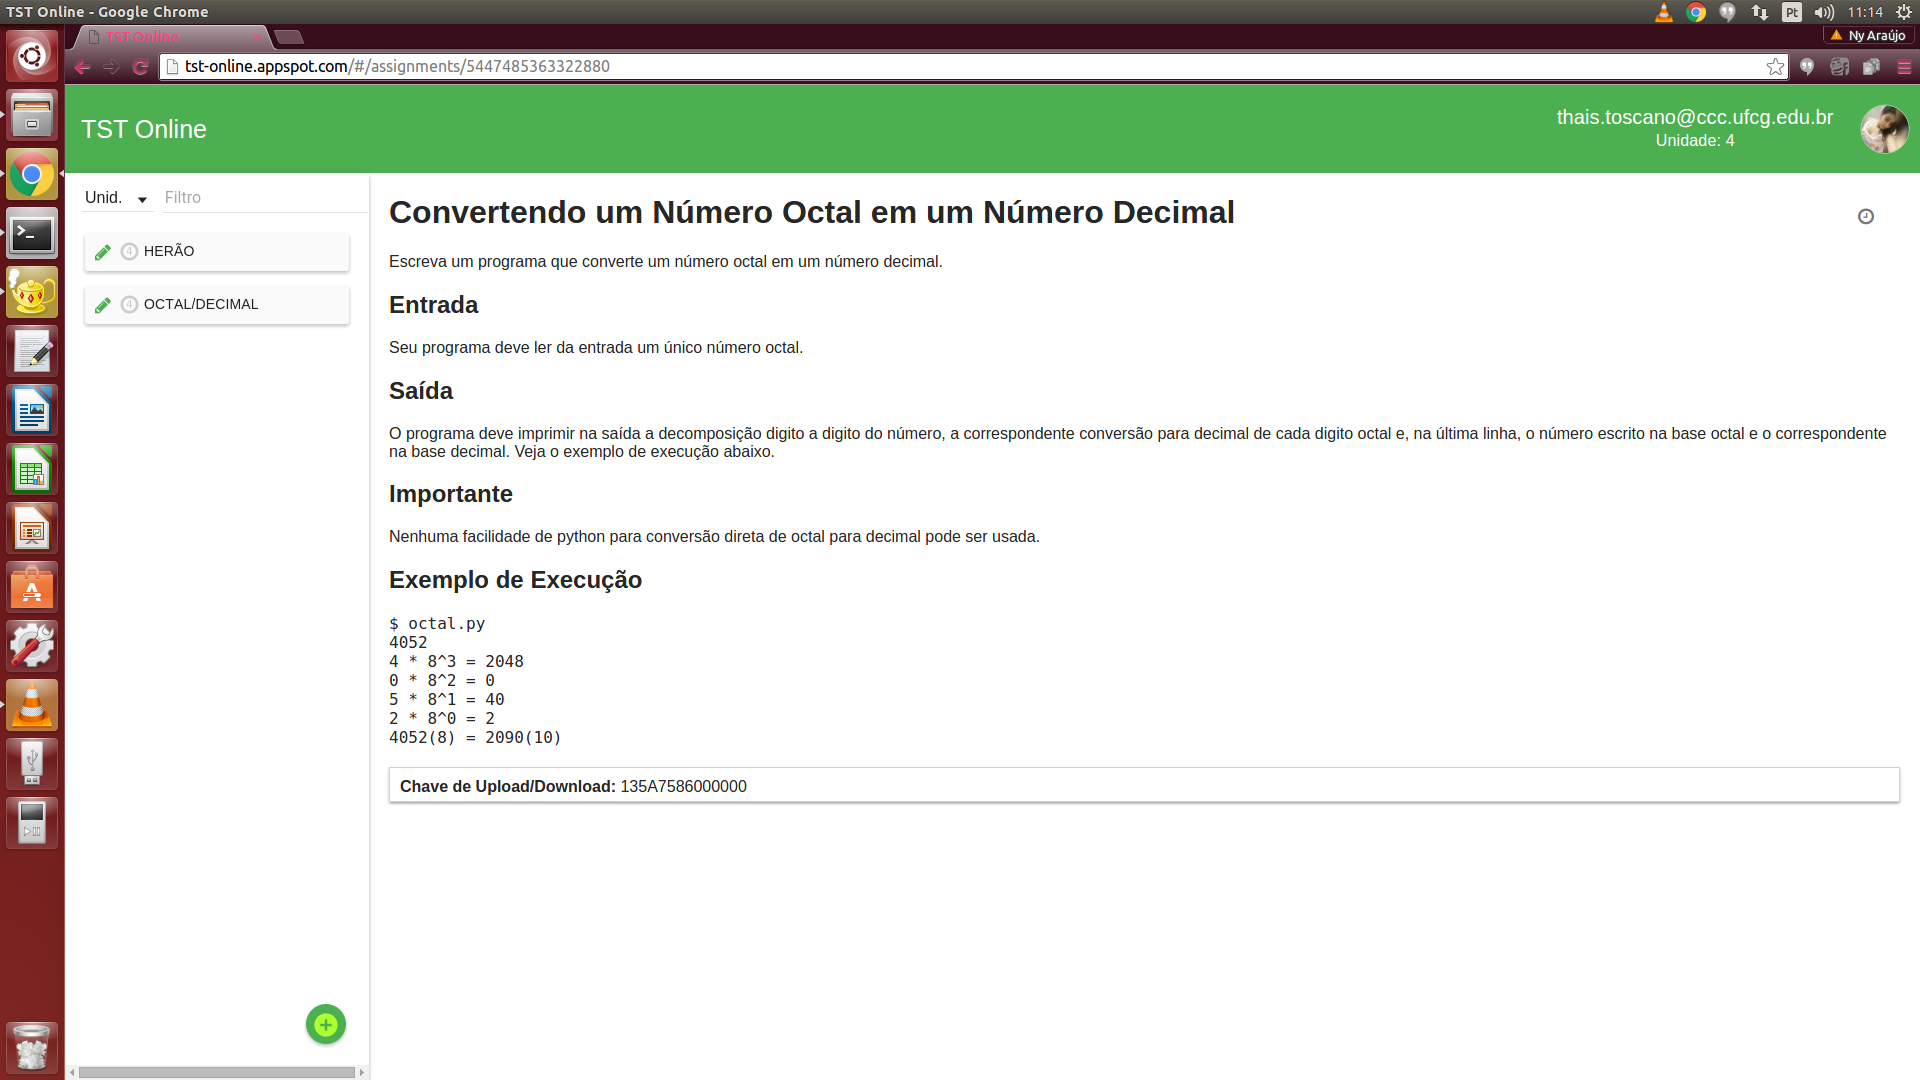 TST Online - Google Chrome
Pt
11:14
TST Online
Ny Araújo
tst-online.appspot.com/#/assignments/5447485363322880
TST Online
thais.toscano@ccc.ufcg.edu.br
Unidade: 4
Unid.
Filtro
4 HERÃO
4 OCTAL/DECIMAL
Convertendo um Número Octal em um Número Decimal
Escreva um programa que converte um número octal em um número decimal.
Entrada
Seu programa deve ler da entrada um único número octal.
Saída
O programa deve imprimir na saída a decomposição digito a digito do número, a correspondente conversão para decimal de cada digito octal e, na última linha, o número escrito na base octal e o correspondente
na base decimal. Veja o exemplo de execução abaixo.
Importante
Nenhuma facilidade de python para conversão direta de octal para decimal pode ser usada.
Exemplo de Execução
$ octal.py
4052
4 * 8^3 = 2048
0 * 8^2 = 0
5 * 8^1 = 40
2 * 8^0 = 2
4052(8) = 2090(10)
Chave de Upload/Download: 135A7586000000